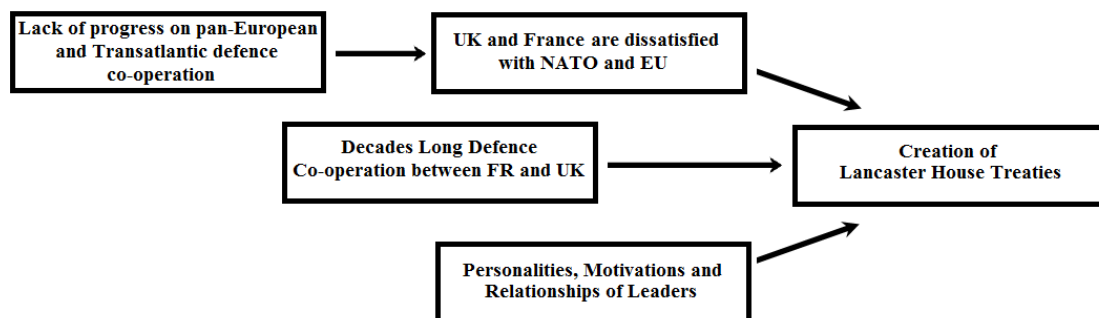 Lack of progress on pan-European
and Transatlantic defence
co-operation
UK and France are dissatisfied
with NATO and EU
Decades Long Defence
Co-operation between FR and UK
Creation of
Lancaster House Treaties
Personalities, Motivations and
Relationships of Leaders